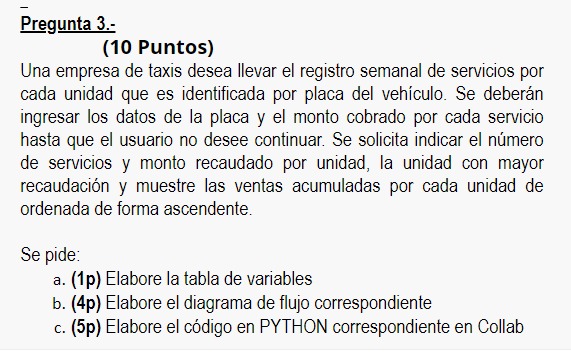 Pregunta 3.-
(10 Puntos)
Una empresa de taxis desea llevar el registro semanal de servicios por
cada unidad que es identificada por placa del vehículo. Se deberán
ingresar los datos de la placa y el monto cobrado por cada servicio
hasta que el usuario no desee continuar. Se solicita indicar el número
de servicios y monto recaudado por unidad, la unidad con mayor
recaudación y muestre las ventas acumuladas por cada unidad de
ordenada de forma ascendente.
Se pide:
a. (1p) Elabore la tabla de variables
b. (4p) Elabore el diagrama de flujo correspondiente
c. (5p) Elabore el código en PYTHON correspondiente en Collab